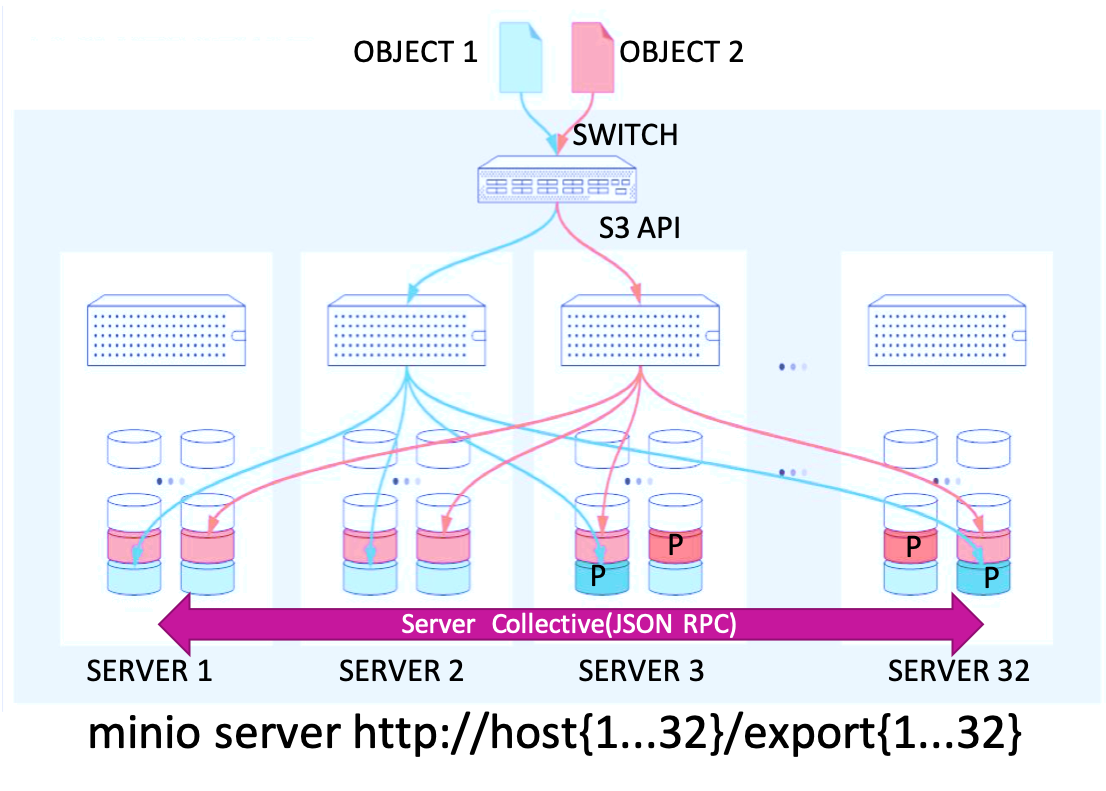 OBJECT 1
OBJECT 2
SWITCH
S3 API
P
P
P
P
Server Collective(JSON RPC)
SERVER 1
SERVER 2
SERVER 3
SERVER 32
minio server http://host{1...32}/export{1...32}